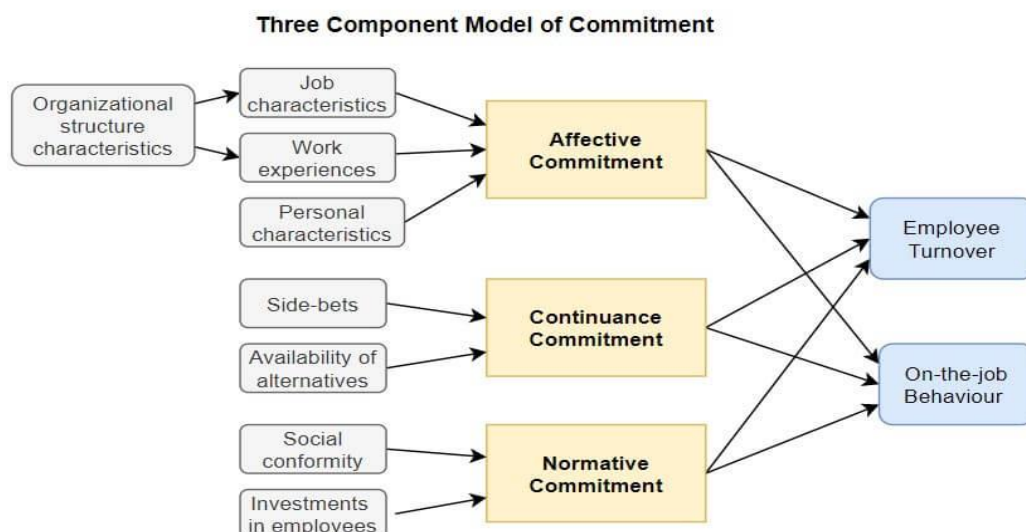 Three Component Model of Commitment
Organizational
structure
characteristics
Job
characteristics
Work
experiences
Personal
characteristics
Affective
Commitment
Side-bets
Availability of
alternatives
Continuance
Commitment
Social
conformity
Investments
in employees
Normative
Commitment
Employee
Turnover
On-the-job
Behaviour